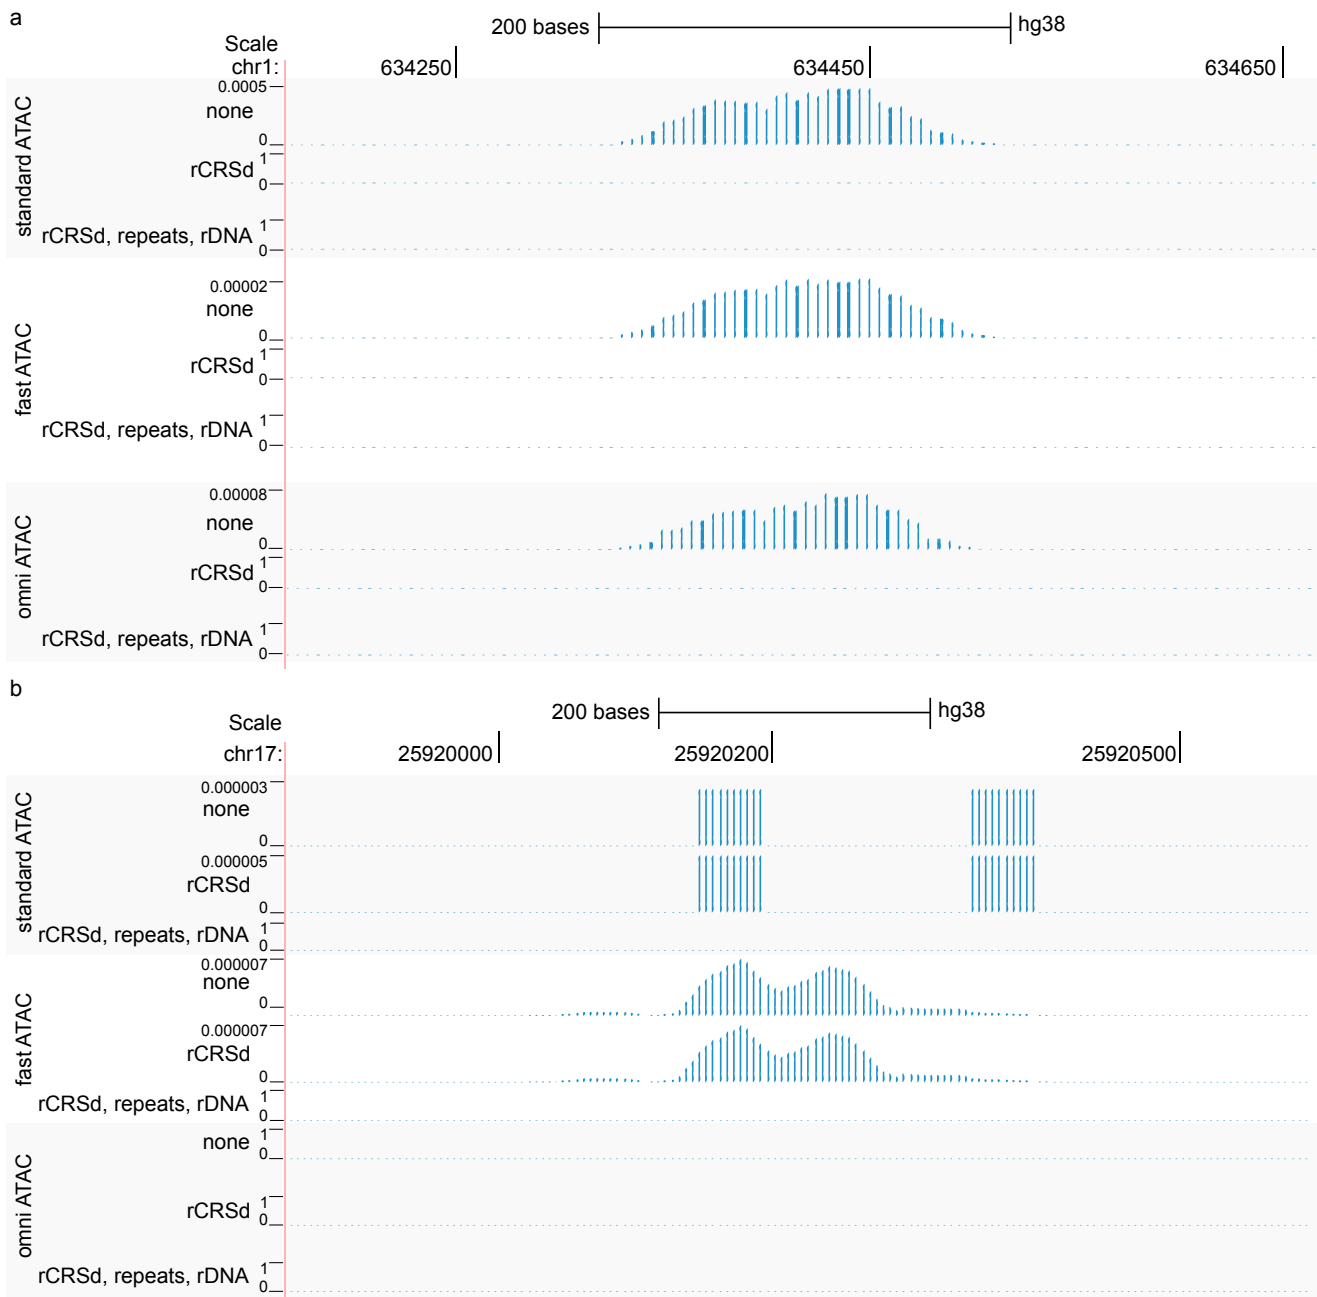 a
200 bases hg38
Scale
chr1: 634250 634450 634650
standard ATAC
0.0005
none
0
1
rCRSd
0
1
rCRSd, repeats, rDNA
0
fast ATAC
0.00002
none
0
1
rCRSd
0
1
rCRSd, repeats, rDNA
0
omni ATAC
0.00008
none
0
1
rCRSd
0
1
rCRSd, repeats, rDNA
0
b
200 bases hg38
Scale
chr17: 25920000 25920200 25920500
standard ATAC
0.000003
none
0
0.000005
rCRSd
0
1
rCRSd, repeats, rDNA
0
fast ATAC
0.000007
none
0
0.000007
rCRSd
0
1
rCRSd, repeats, rDNA
0
omni ATAC
1
none
0
1
rCRSd
0
1
rCRSd, repeats, rDNA
0